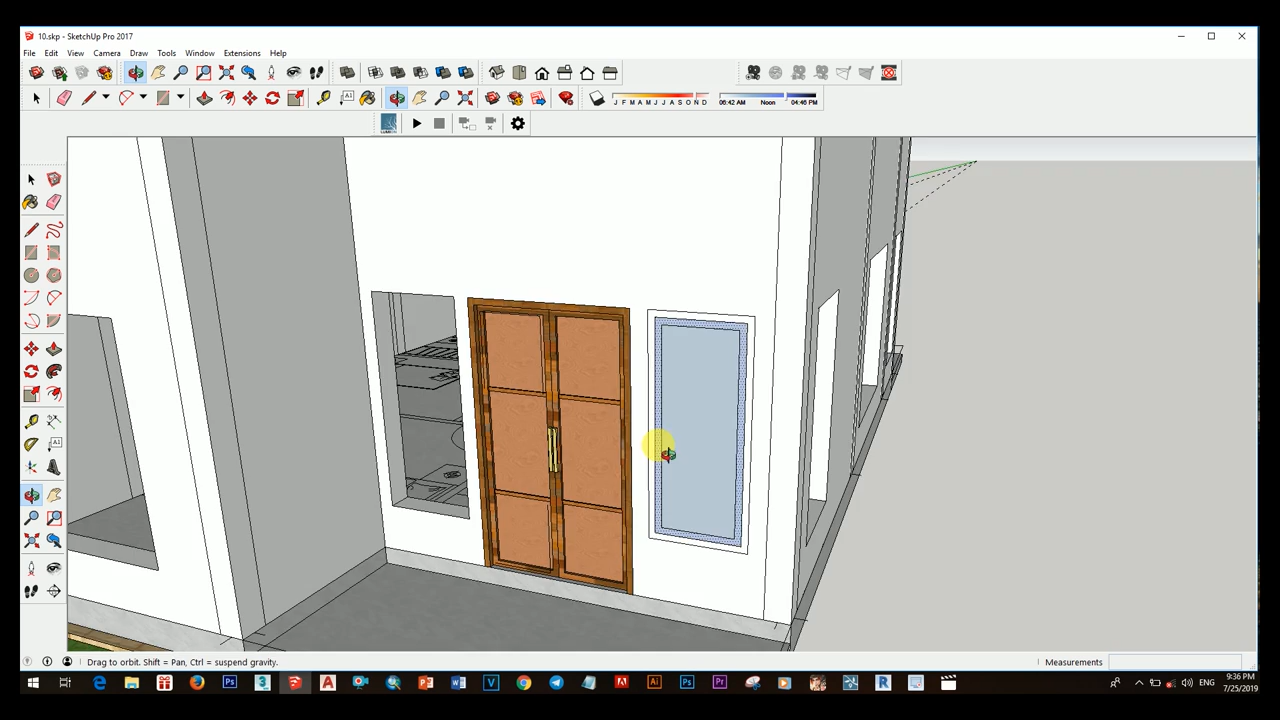 10.skp - SketchUp Pro 2017
File Edit View Camera Draw Tools Window Extensions Help
J F M A M J J A S O N D 06:42 AM Noon 04:46 PM
Drag to orbit. Shift = Pan, Ctrl = suspend gravity. Measurements
ENG 9:36 PM
7/25/2019